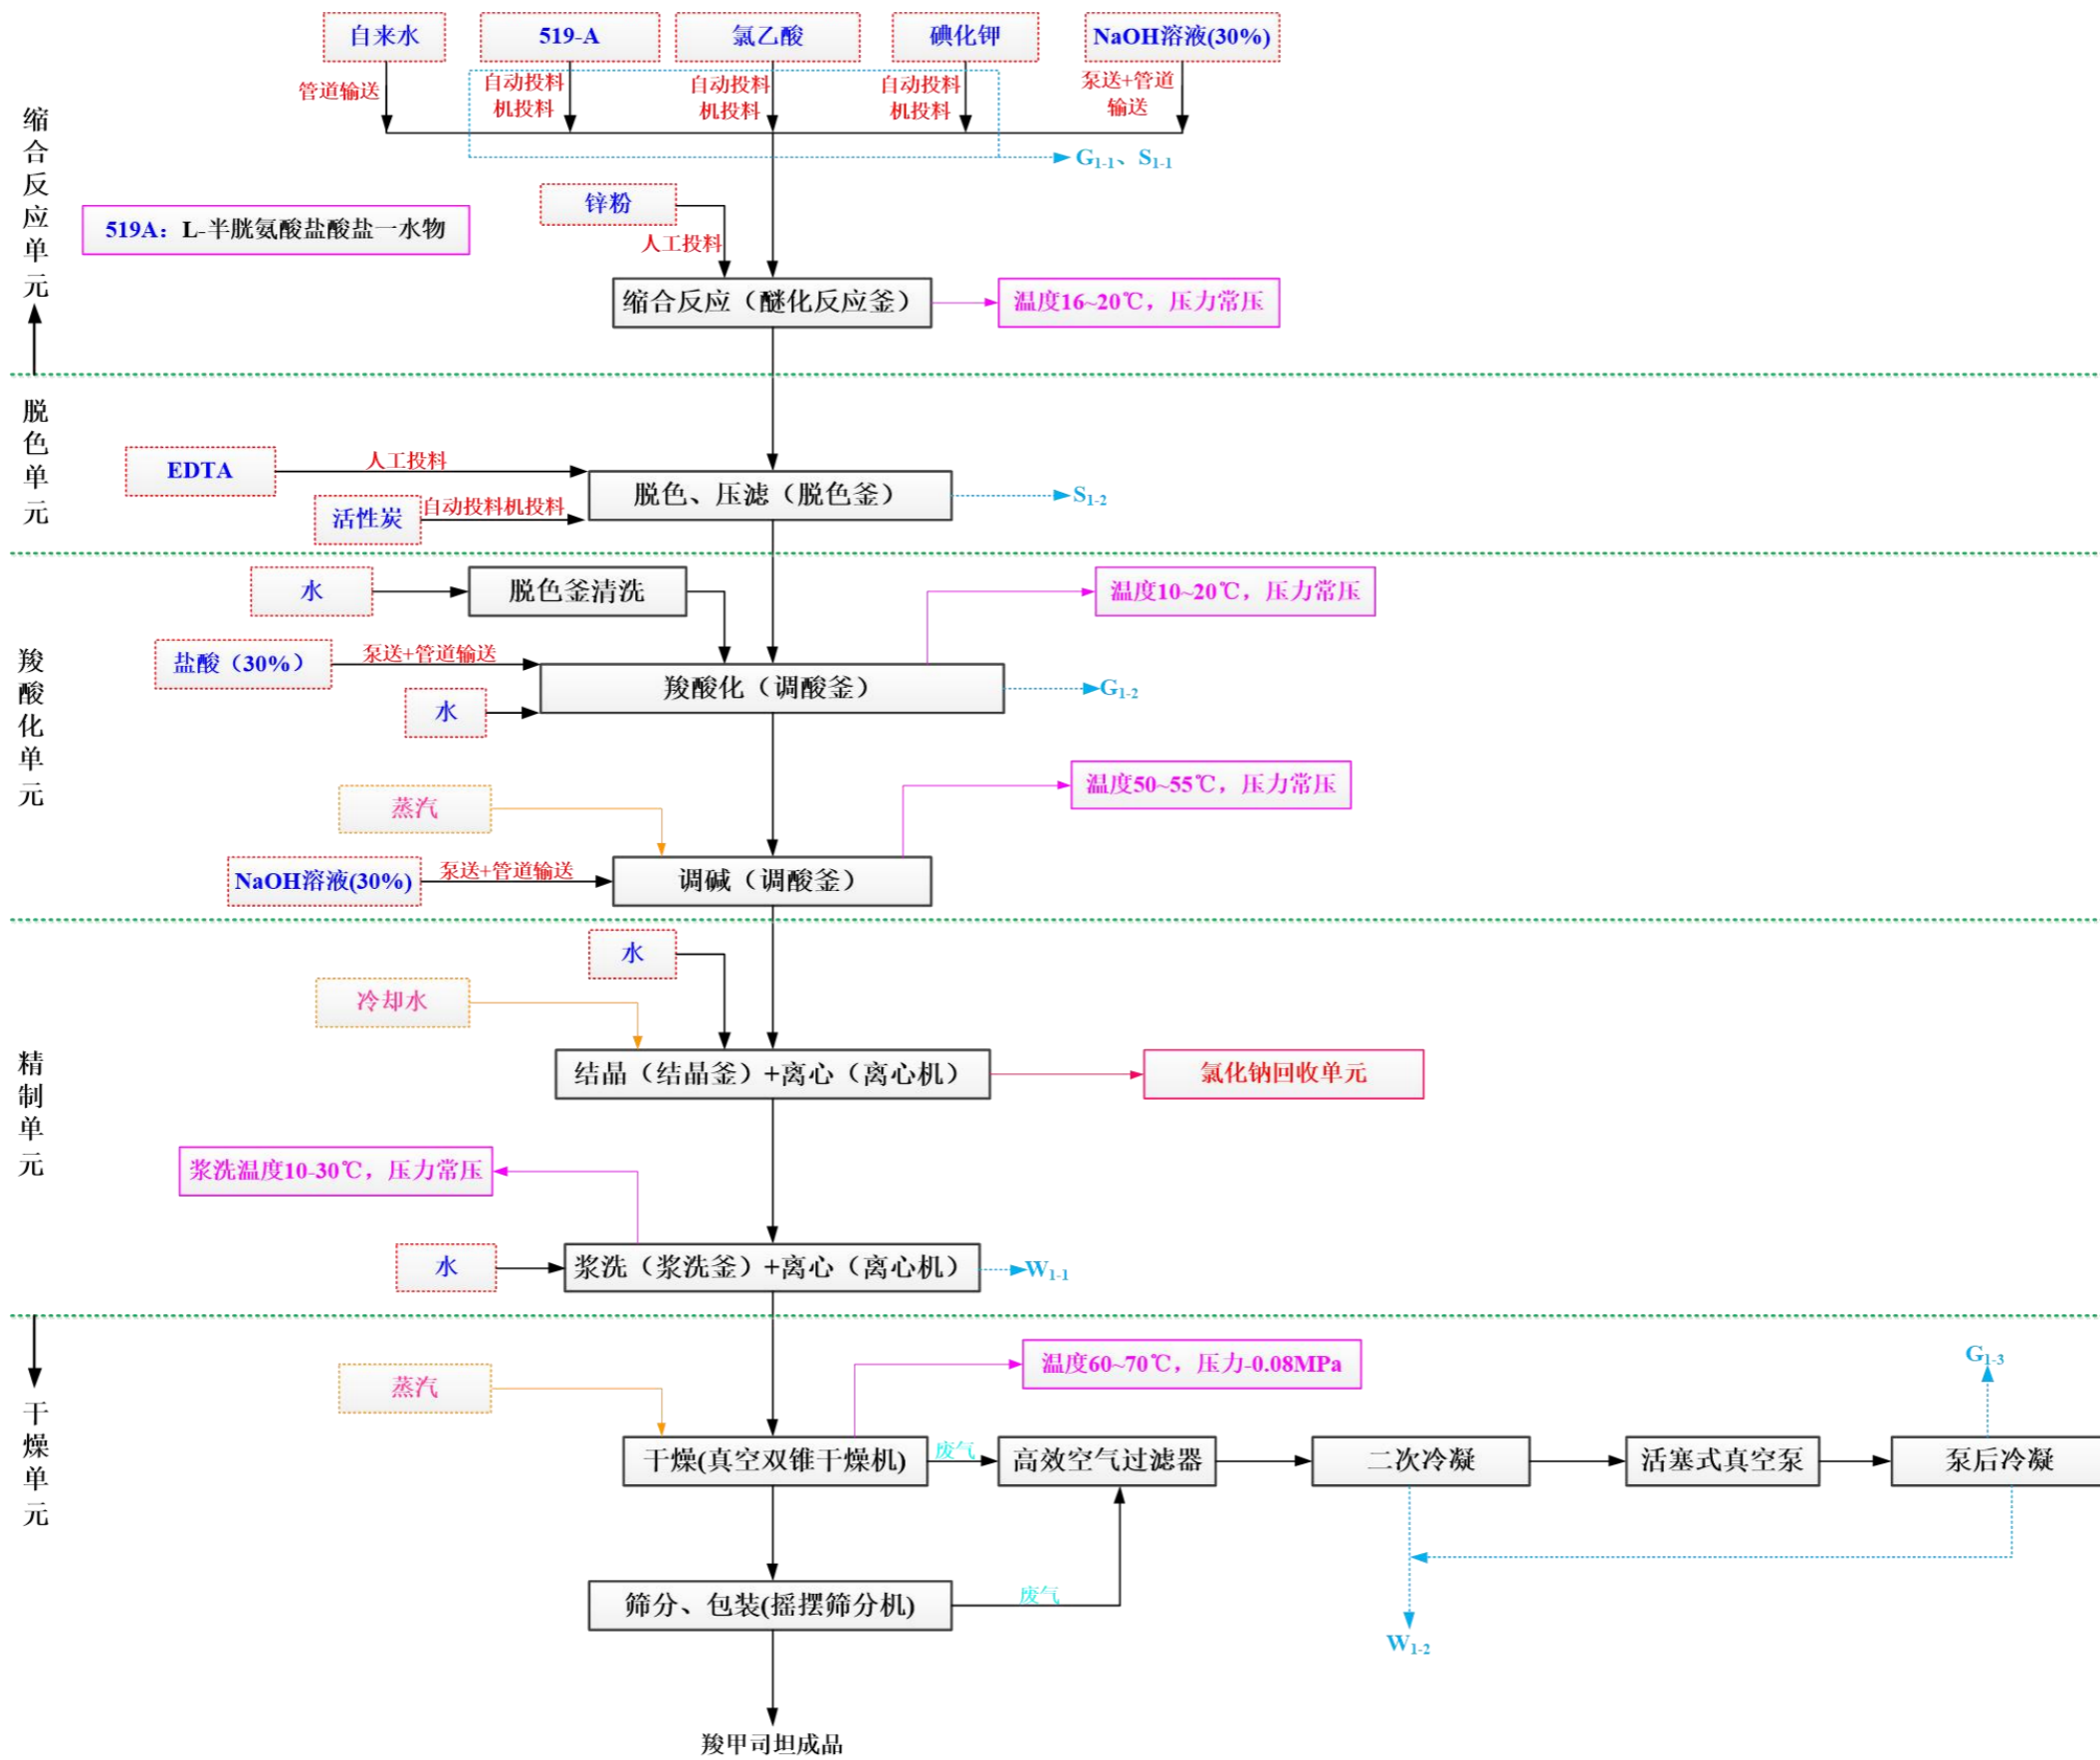 自来水
519-A
氯乙酸
碘化钾
NaOH溶液(30%)
管道输送
自动投料
机投料
自动投料
机投料
自动投料
机投料
泵送+管道
输送
G1-1、S1-1
缩合反应单元
锌粉
人工投料
519A：L-半胱氨酸盐酸盐一水物
缩合反应（醚化反应釜）
温度16~20℃，压力常压
脱色单元
EDTA
人工投料
脱色、压滤（脱色釜）
S1-2
活性炭
自动投料机投料
羧酸化单元
水
脱色釜清洗
温度10~20℃，压力常压
盐酸（30%）
泵送+管道输送
羧酸化（调酸釜）
G1-2
水
温度50~55℃，压力常压
蒸汽
NaOH溶液(30%)
泵送+管道输送
调碱（调酸釜）
精制单元
水
冷却水
结晶（结晶釜）+离心（离心机）
氯化钠回收单元
浆洗温度10-30℃，压力常压
水
浆洗（浆洗釜）+离心（离心机）
W1-1
干燥单元
温度60~70℃，压力-0.08MPa
G1-3
蒸汽
干燥(真空双锥干燥机)
废气
高效空气过滤器
二次冷凝
活塞式真空泵
泵后冷凝
筛分、包装(摇摆筛分机)
废气
W1-2
羧甲司坦成品